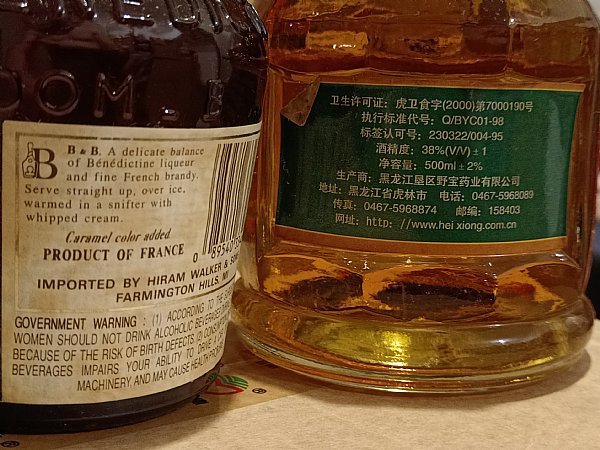 DOM. B
B & B. A delicate balance
of Bénédictine liqueur
and fine French brandy.
Serve straight up, over ice,
warmed in a snifter with
whipped cream.
Caramel color added
PRODUCT OF FRANCE
IMPORTED BY HIRAM WALKER &
FARMINGTON HILLS, MI
GOVERNMENT WARNING : (1) ACCORDING TO THE
WOMEN SHOULD NOT DRINK ALCOHOLIC BEVERAGES
BECAUSE OF THE RISK OF BIRTH DEFECTS (2)
BEVERAGES IMPAIRS YOUR ABILITY TO
MACHINERY AND MAY CAUSE HEALTH
卫生许可证：虎卫食字(2000)第7000190号
执行标准代号：Q/BYC01-98
标签认可号：230322/004-95
酒精度：38%(V/V)±1
净含量：500ml±2%
生产商：黑龙江垦区野宝药业有限公司
地址：黑龙江省虎林市 电话：0467-5968089
传真：0467-5968874 邮编：158403
网址：http://www.hei xiong.com.cn